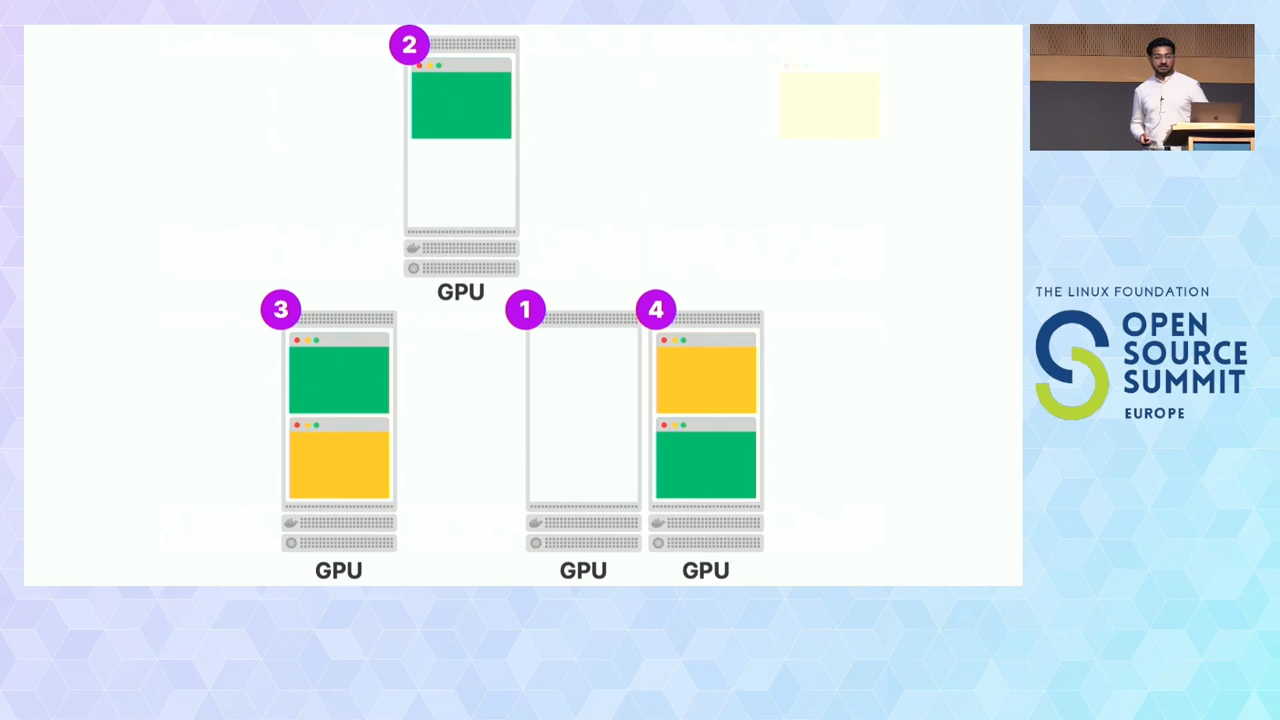 2
GPU
3
1
4
GPU
GPU
GPU
THE LINUX FOUNDATION
OPEN
SOURCE
SUMMIT
EUROPE